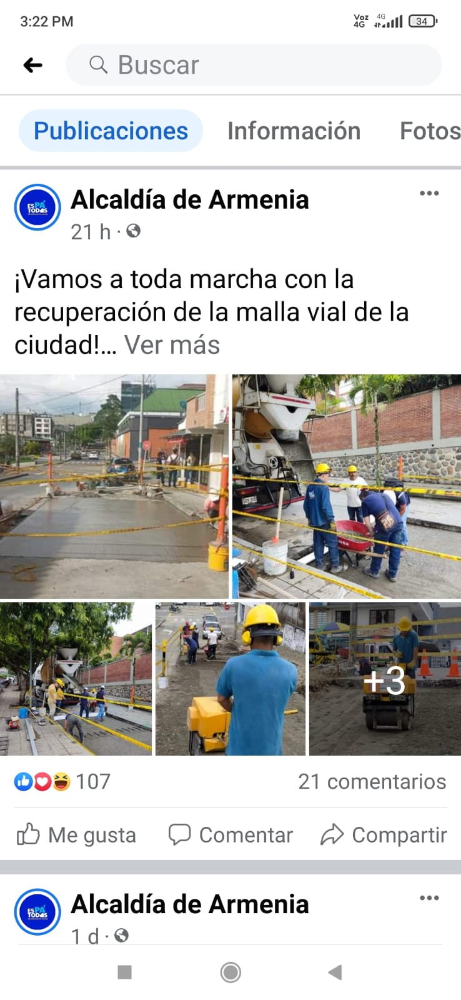 3:22 PM
Voz 4G
4G
34
Buscar
Publicaciones
Información
Fotos
ES PA'
TODOS
Alcaldía de Armenia
21 h ·
¡Vamos a toda marcha con la
recuperación de la malla vial de la
ciudad!... Ver más
+3
107
21 comentarios
Me gusta
Comentar
Compartir
ES PA'
TODOS
Alcaldía de Armenia
1 d ·